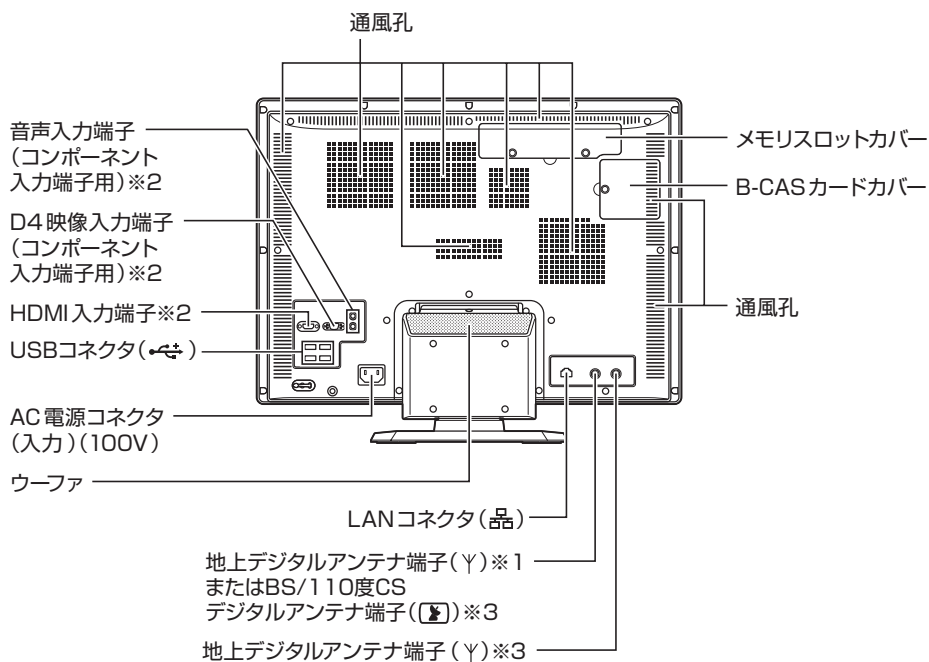 通風孔
音声入力端子
(コンポーネント
入力端子用)※2
D4映像入力端子
(コンポーネント
入力端子用)※2
HDMI入力端子※2
USBコネクタ( )
AC電源コネクタ
(入力)(100V)
ウーファ
メモリスロットカバー
B-CASカードカバー
通風孔
LANコネクタ( )
地上デジタルアンテナ端子( )※1
またはBS/110度CS
デジタルアンテナ端子( )※3
地上デジタルアンテナ端子( )※3